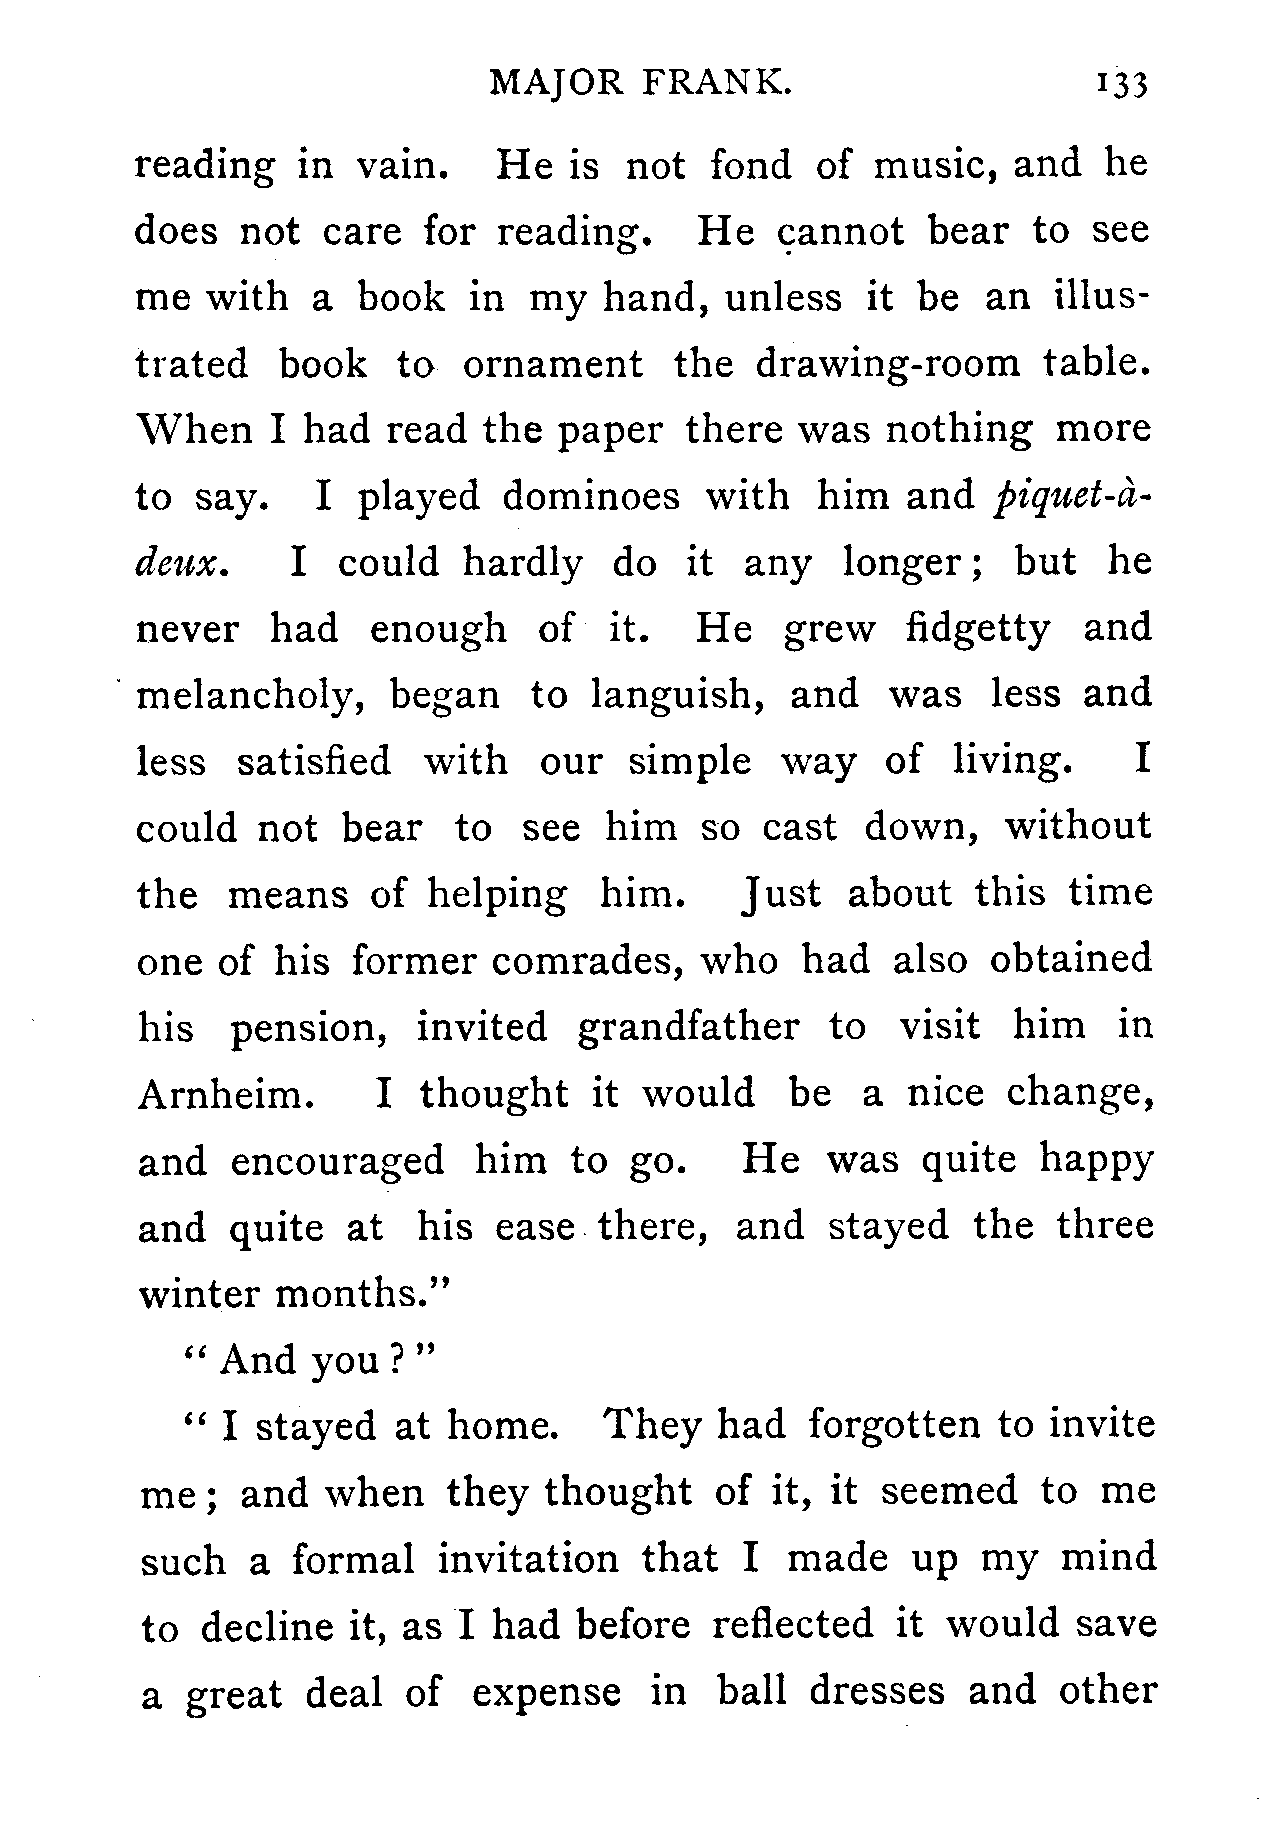 MAJOR FRANK. 133
reading in vain. He is not fond of music, and he
does not care for reading. He cannot bear to see
me with a book in my hand, unless it be an illus-
trated book to ornament the drawing-room table.
When I had read the paper there was nothing more
to say. I played dominoes with him and piquet-à-
deux. I could hardly do it any longer; but he
never had enough of it. He grew fidgetty and
melancholy, began to languish, and was less and
less satisfied with our simple way of living. I
could not bear to see him so cast down, without
the means of helping him. Just about this time
one of his former comrades, who had also obtained
his pension, invited grandfather to visit him in
Arnheim. I thought it would be a nice change,
and encouraged him to go. He was quite happy
and quite at his ease there, and stayed the three
winter months."
"And you?"
"I stayed at home. They had forgotten to invite
me; and when they thought of it, it seemed to me
such a formal invitation that I made up my mind
to decline it, as I had before reflected it would save
a great deal of expense in ball dresses and other